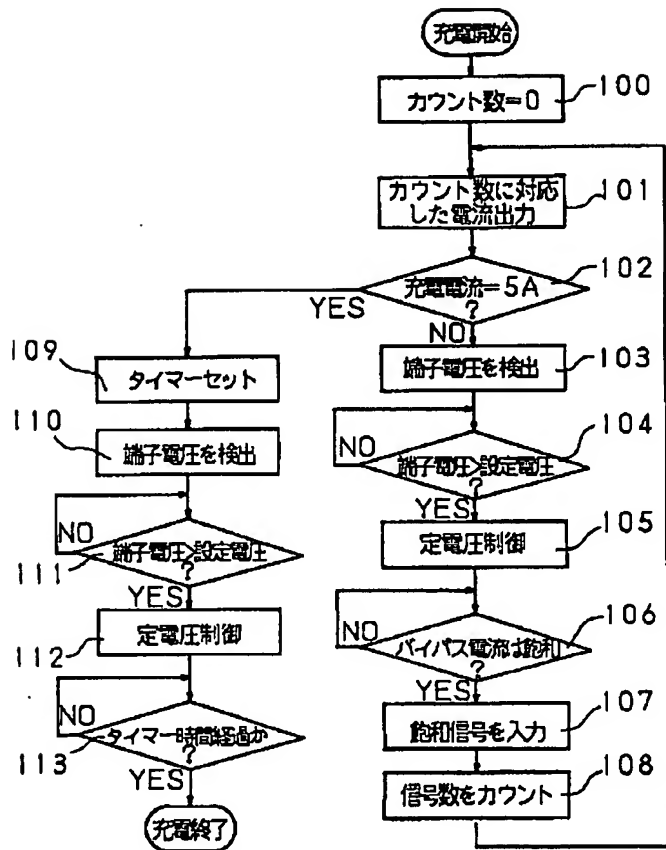 充電開始
カウント数=0
100
カウント数に対応
した電流出力
101
充電電流=5A
?
102
YES
NO
109
タイマーセット
端子電圧を検出
103
110
端子電圧を検出
NO
端子電圧>設定電圧
?
104
YES
NO
端子電圧>設定電圧
?
111
YES
定電圧制御
105
定電圧制御
112
NO
バイパス電流は飽和
?
106
YES
NO
タイマー時間経過か
?
113
YES
飽和信号を入力
107
充電終了
信号数をカウント
108